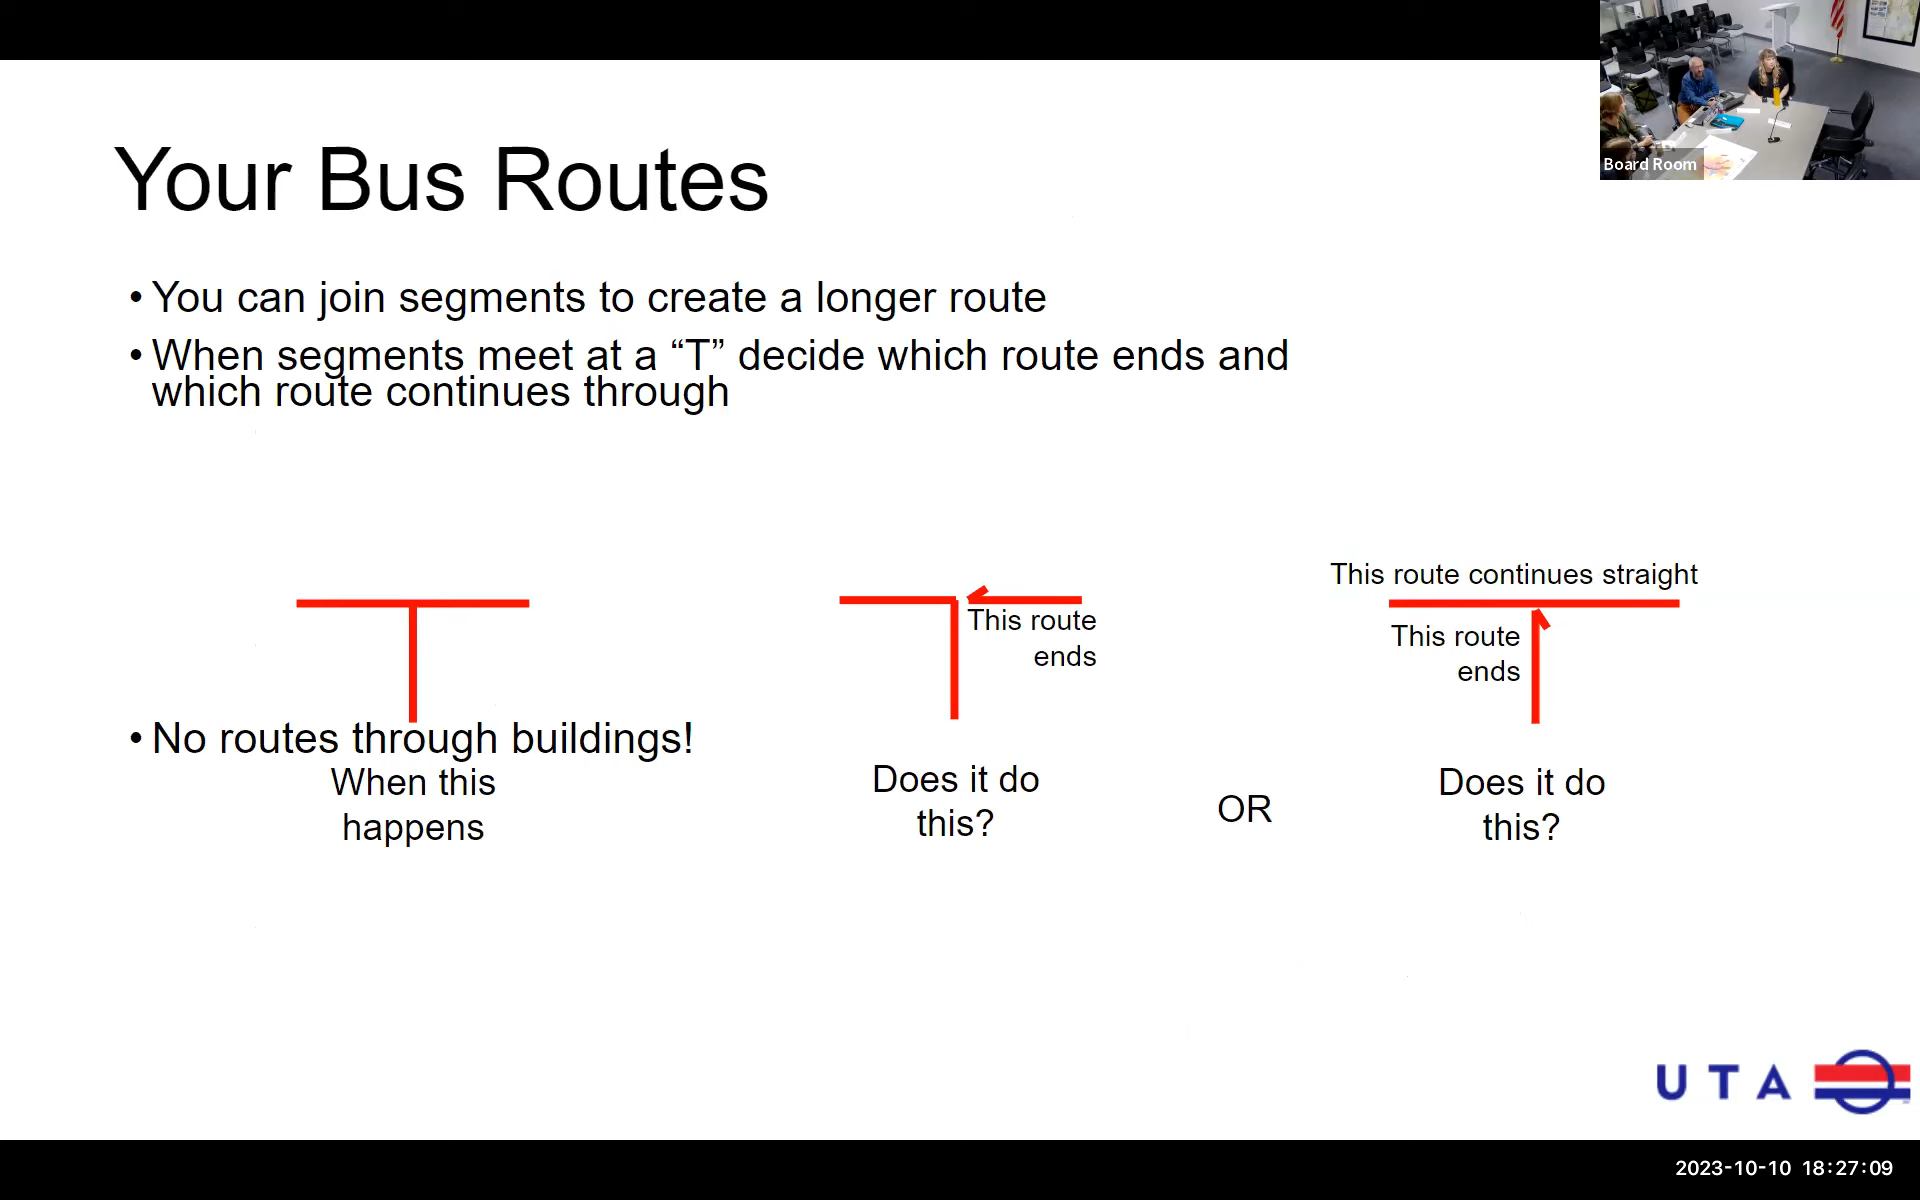 Board Room
Your Bus Routes
• You can join segments to create a longer route
• When segments meet at a “T” decide which route ends and
which route continues through
This route continues straight
This route
ends
This route
ends
• No routes through buildings!
When this
happens
Does it do
this?
OR
Does it do
this?
UTA
2023-10-10 18:27:09